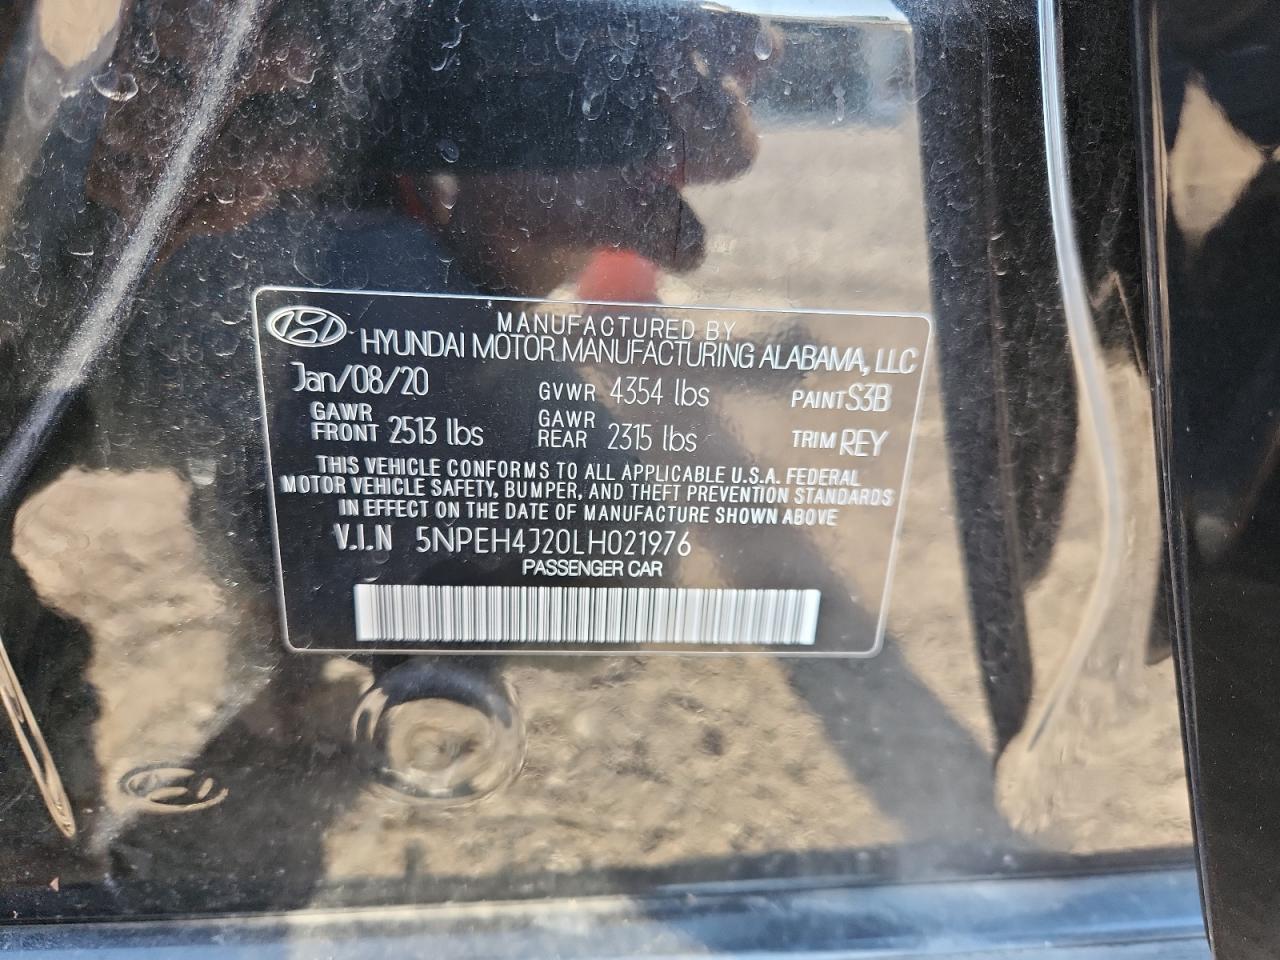 MANUFACTURED BY
HYUNDAI MOTOR MANUFACTURING ALABAMA, LLC
Jan/08/20 GVWR 4354 lbs PAINT S3B
GAWR FRONT 2513 lbs GAWR REAR 2315 lbs TRIM REY
THIS VEHICLE CONFORMS TO ALL APPLICABLE U.S.A. FEDERAL
MOTOR VEHICLE SAFETY, BUMPER, AND THEFT PREVENTION STANDARDS
IN EFFECT ON THE DATE OF MANUFACTURE SHOWN ABOVE
V.I.N 5NPEH4J20LH021976
PASSENGER CAR